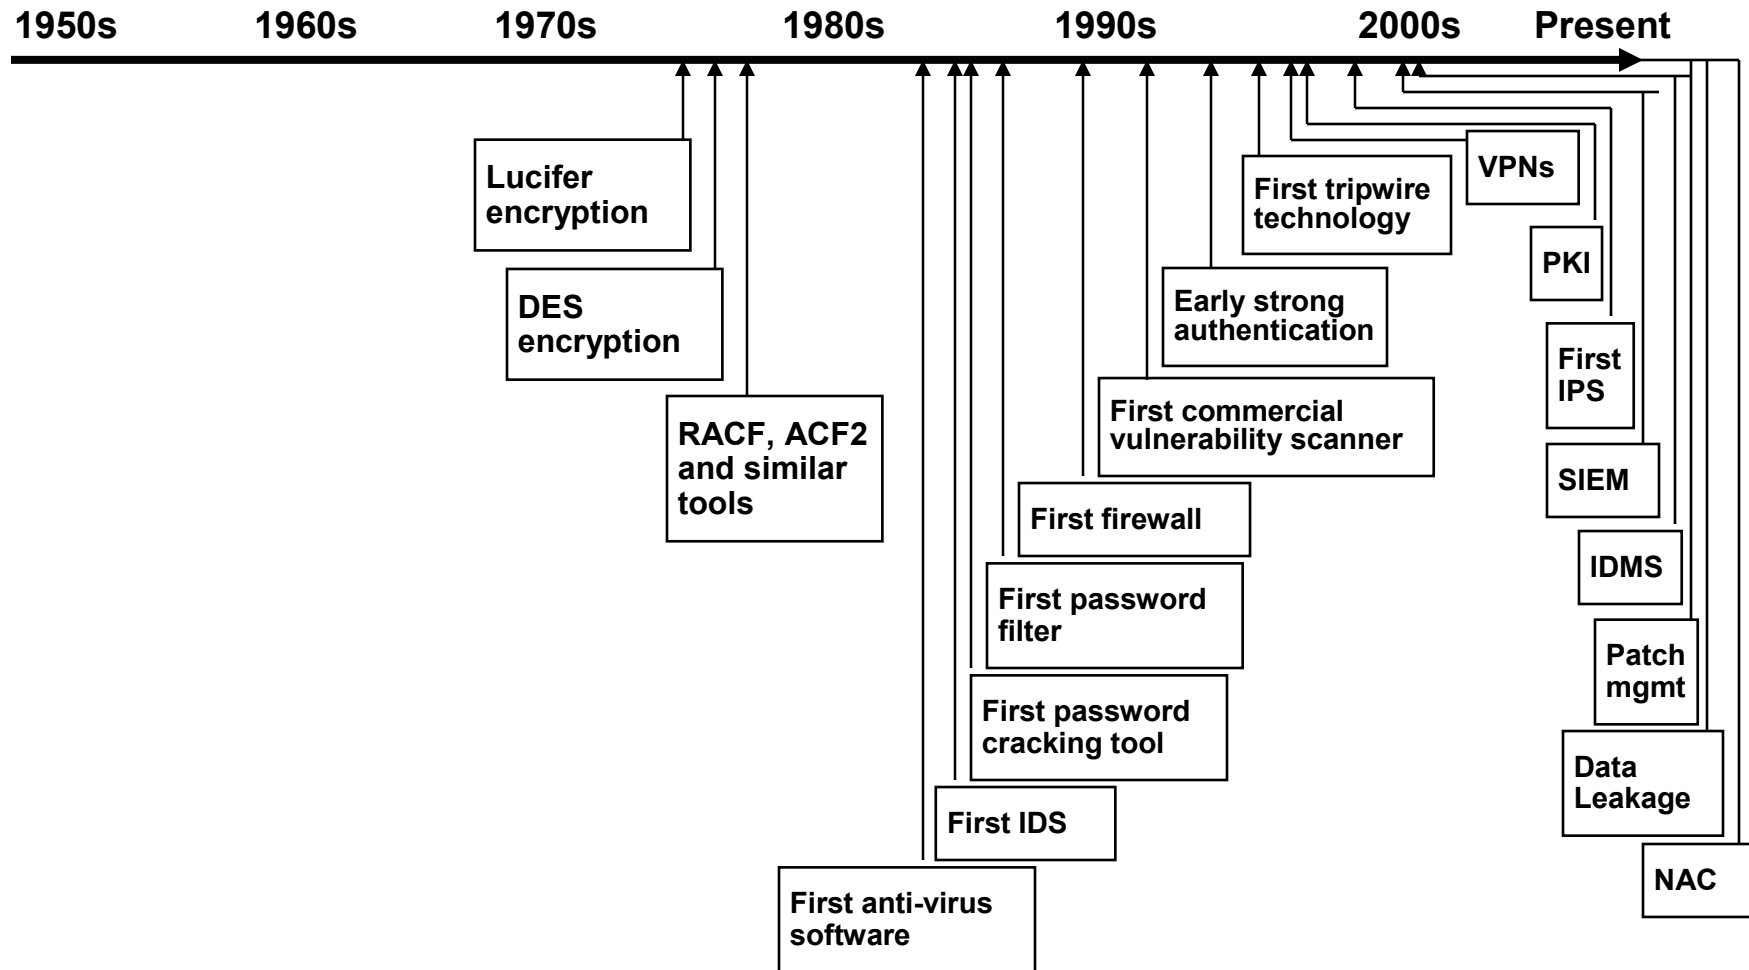 1950s 1960s 1970s 1980s 1990s 2000s Present
Lucifer
encryption
DES
encryption
RACF, ACF2
and similar
tools
First anti-virus
software
First IDS
First password
cracking tool
First password
filter
First firewall
First commercial
vulnerability scanner
Early strong
authentication
First tripwire
technology
VPNs
PKI
First
IPS
SIEM
IDMS
Patch
mgmt
Data
Leakage
NAC